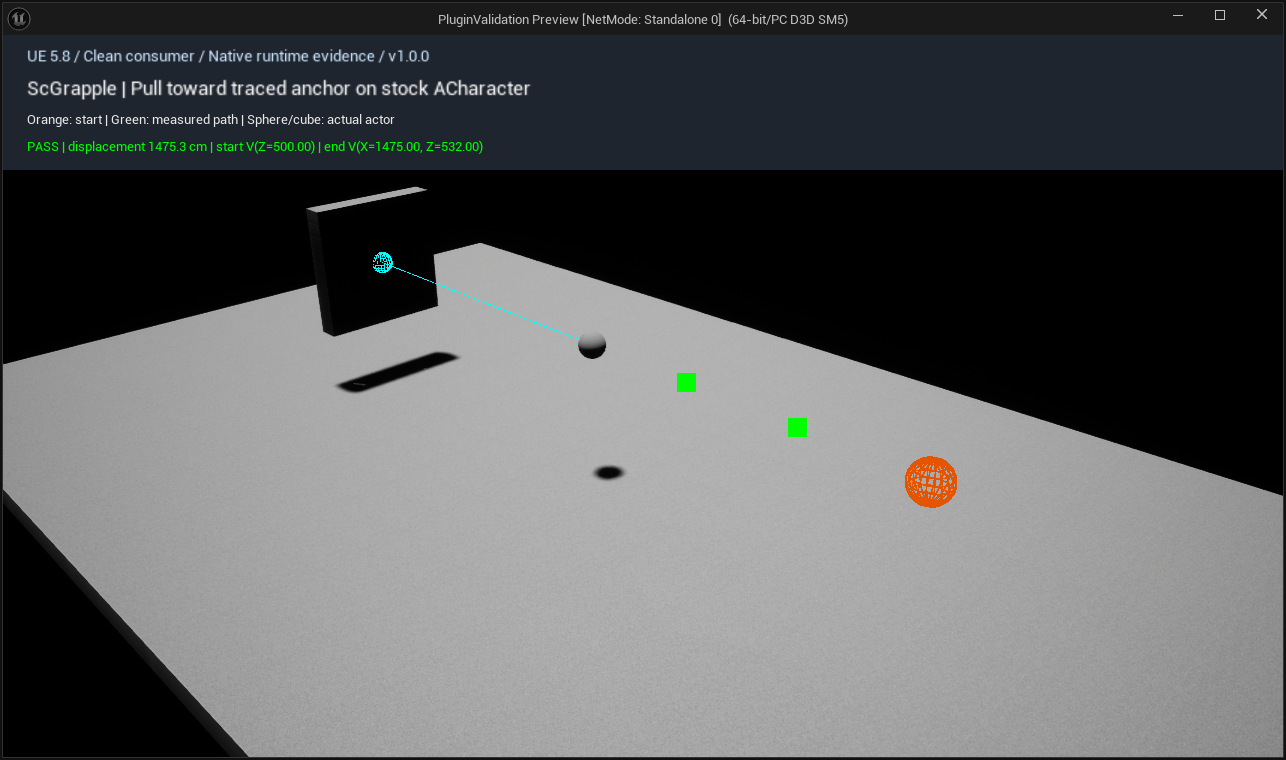 PluginValidation Preview [NetMode: Standalone 0]  (64-bit/PC D3D SM5)
UE 5.8 / Clean consumer / Native runtime evidence / v1.0.0
ScGrapple | Pull toward traced anchor on stock ACharacter
Orange: start | Green: measured path | Sphere/cube: actual actor
PASS | displacement 1475.3 cm | start V(Z=500.00) | end V(X=1475.00, Z=532.00)